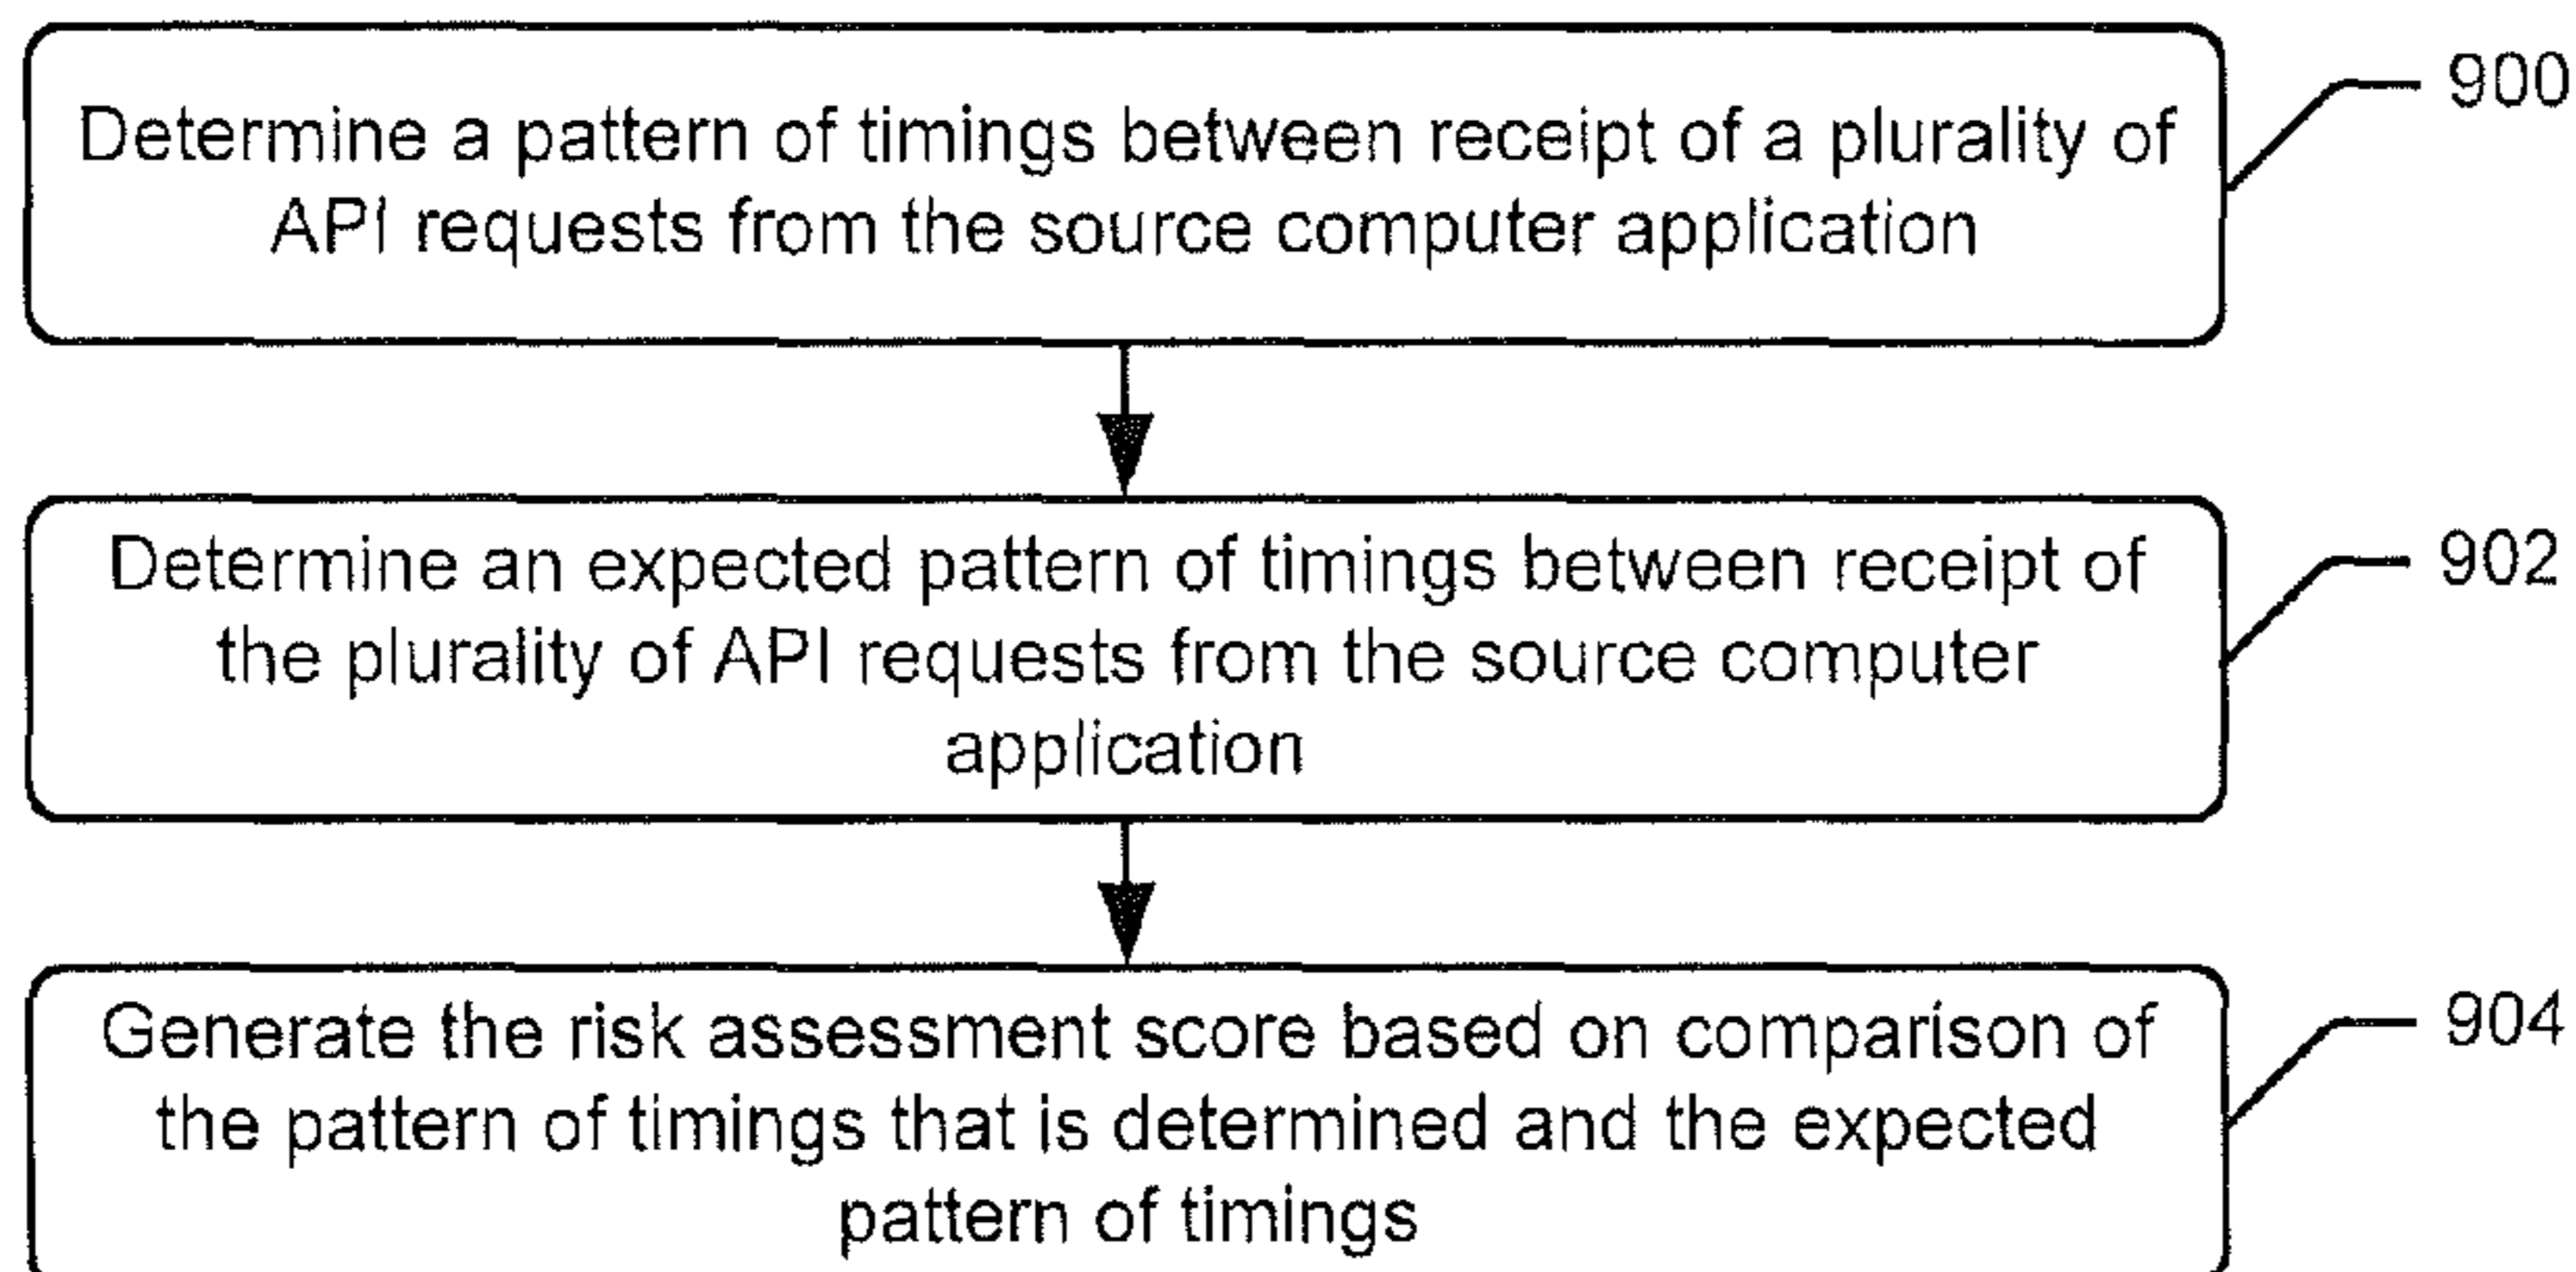 Determine a pattern of timings between receipt of a plurality of
API requests from the source computer application
900
Determine an expected pattern of timings between receipt of
the plurality of API requests from the source computer
application
902
Generate the risk assessment score based on comparison of
the pattern of timings that is determined and the expected
pattern of timings
904